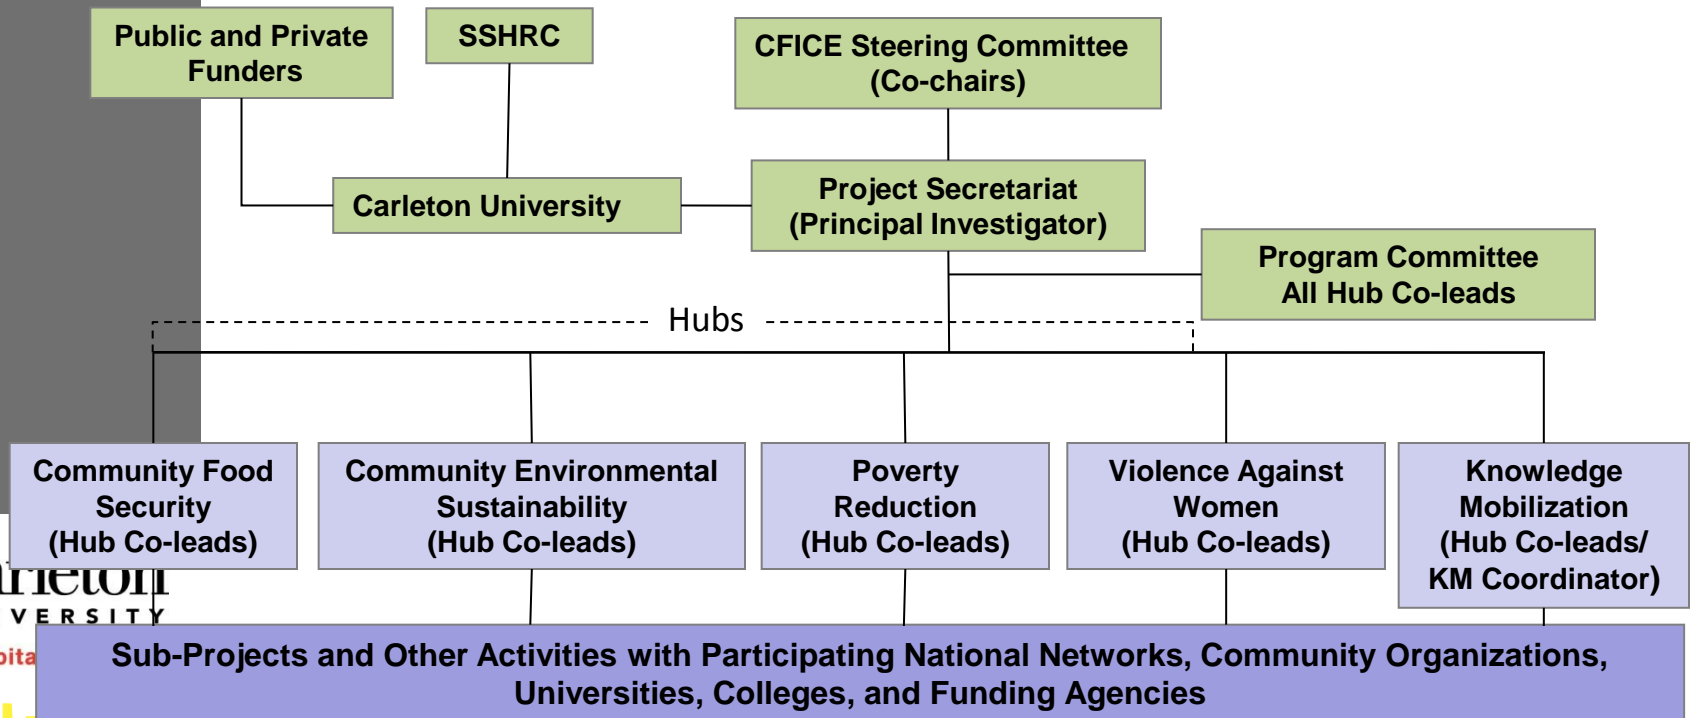 Public and Private
Funders
SSHRC
CFICE Steering Committee
(Co-chairs)
Carleton University
Project Secretariat
(Principal Investigator)
Program Committee
All Hub Co-leads
Hubs
Community Food
Security
(Hub Co-leads)
Community Environmental
Sustainability
(Hub Co-leads)
Poverty
Reduction
(Hub Co-leads)
Violence Against
Women
(Hub Co-leads)
Knowledge
Mobilization
(Hub Co-leads/
KM Coordinator)
Sub-Projects and Other Activities with Participating National Networks, Community Organizations,
Universities, Colleges, and Funding Agencies